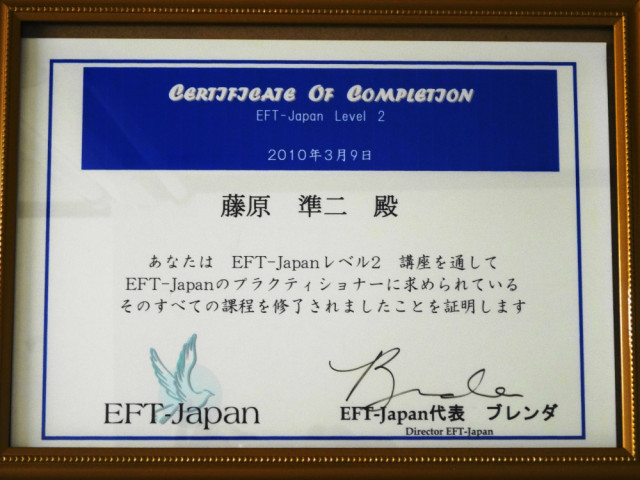 CERTIFICATE OF COMPLETION
EFT-Japan Level 2
2010年3月9日
藤原　準二　殿
あなたは　EFT-Japanレベル2　講座を通して
EFT-Japanのプラクティショナーに求められている
そのすべての課程を修了されましたことを証明します
EFT-Japan
Brenda
EFT-Japan代表　ブレンダ
Director EFT-Japan